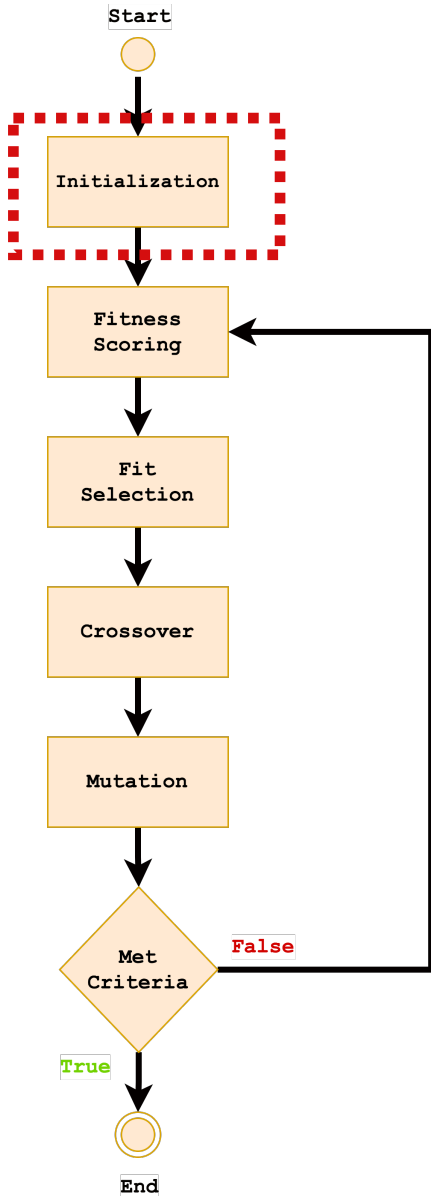 Start
Initialization
Fitness
Scoring
Fit
Selection
Crossover
Mutation
Met
Criteria
False
True
End